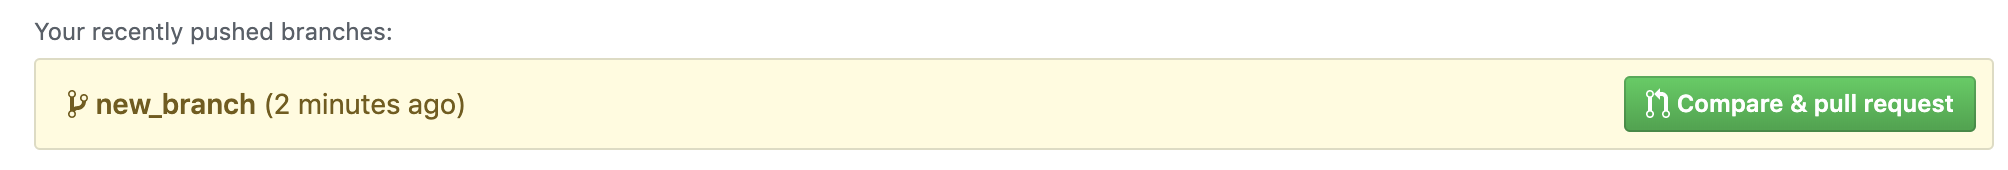 Your recently pushed branches:
new_branch (2 minutes ago)
Compare & pull request